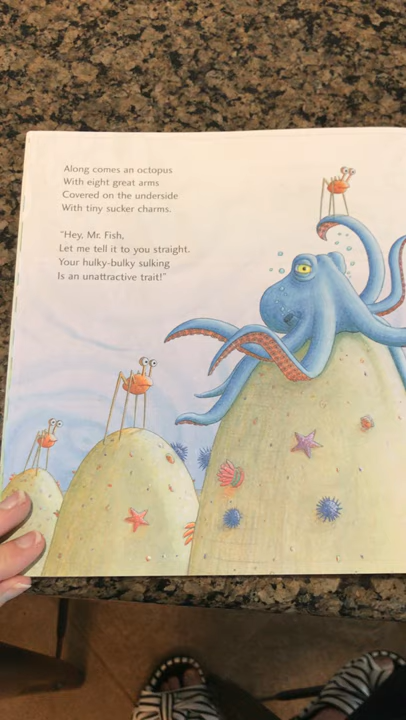 Along comes an octopus
With eight great arms
Covered on the underside
With tiny sucker charms.
"Hey, Mr. Fish,
Let me tell it to you straight.
Your hulky-bulky sulking
Is an unattractive trait!"